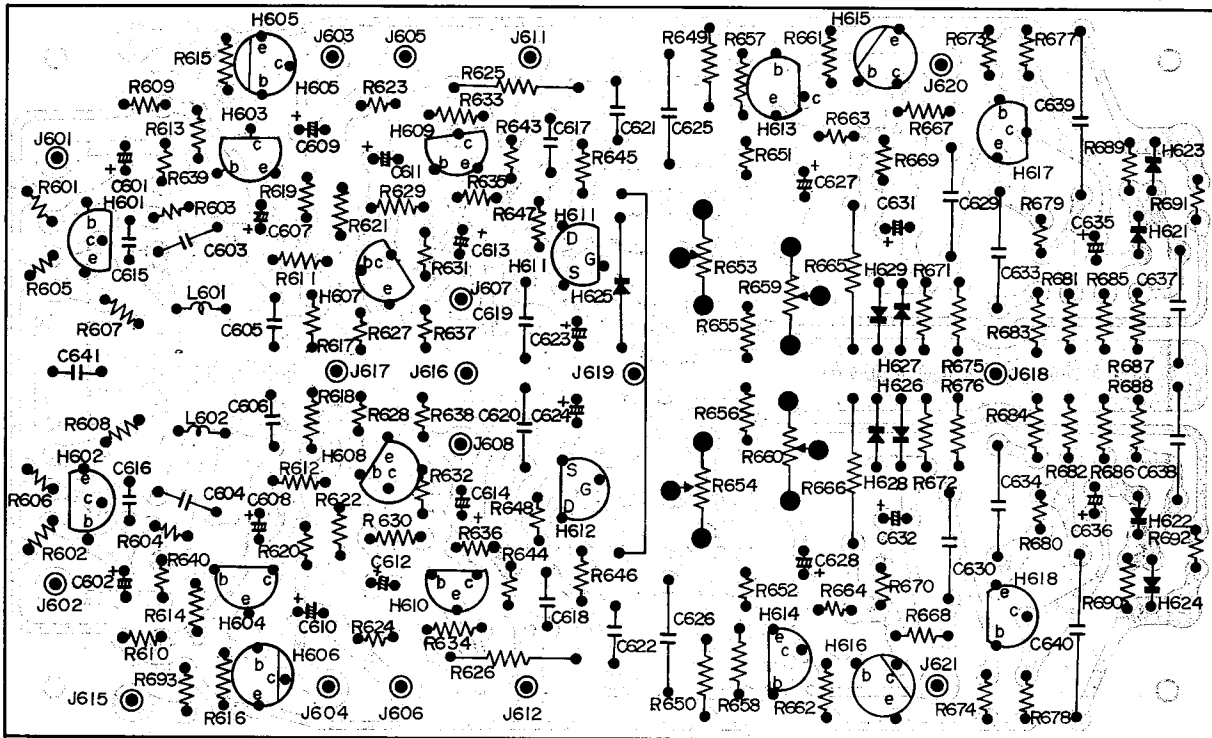 H605
J603
J605
J611
R649
R657
R661
H615
R673
R677
e
R615
c
b
H605
R609
R613
H603
R623
R625
R633
H609
R643
C617
C621
C625
b
e
c
H613
b
c
e
J620
R663
R667
C639
J601
+
C609
+
C611
c
b
e
c
b
e
R645
R651
R669
b
c
e
H617
R689
H623
+
C601
R639
R619
R629
R635
+
C627
C629
R601
H601
R603
C607
+
R621
R647
H611
C631
+
R679
C635
+
R691
b
c
e
C603
C613
+
D
G
S
R653
R665
H621
C615
R611
bc
e
R631
H611
H625
R659
H629
R671
C633
R681
R685
C637
R605
L601
H607
J607
R607
C605
R617
R627
R637
C619
C623
+
R655
H627
R675
R683
R687
C641
J617
J616
J619
J618
H626
R676
R688
R608
L602
C606
R618
R628
R638
C620
C624
+
R656
R684
H602
e
c
b
C616
R612
H608
e
bc
J608
S
G
D
R660
R606
C604
C608
+
R622
R632
C614
+
R648
R654
R666
H628
R672
C634
R682
R686
C638
R602
R604
R620
R630
R636
H612
C632
+
C636
+
H622
R680
R692
J602
C602
+
R640
R614
b
c
e
H604
C612
+
b
c
e
H610
R644
R646
C628
+
R652
R664
R670
C630
H618
R690
H624
R610
+
C610
R624
R634
C618
C622
C626
H614
R668
e
c
b
C640
R693
H606
b
c
e
R626
e
c
b
H616
b
c
e
J621
J615
R616
J604
J606
J612
R650
R658
R662
R674
R678